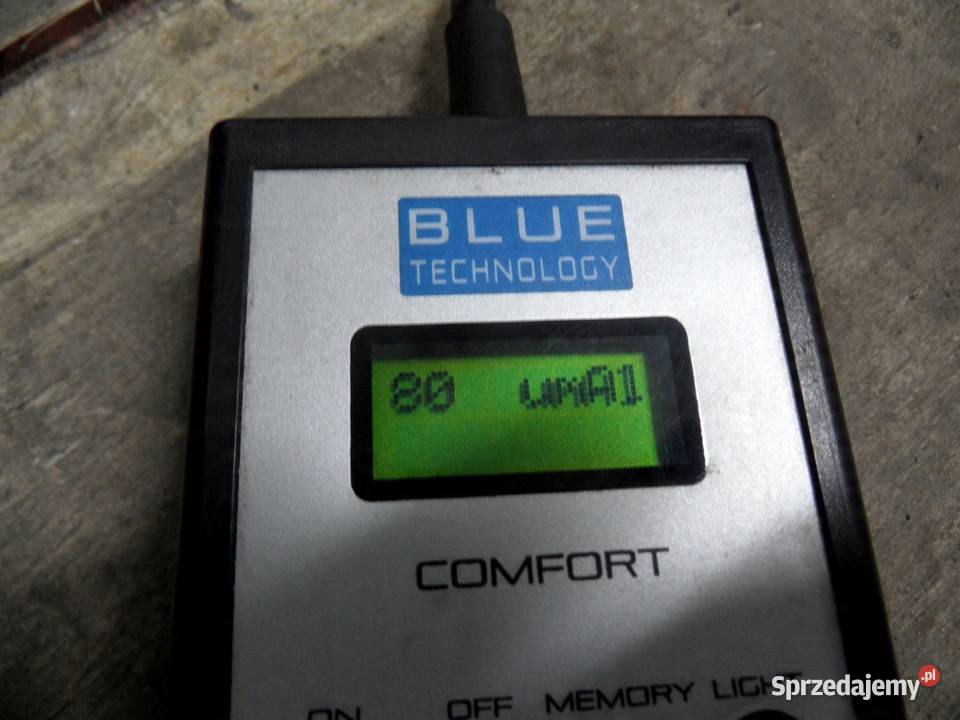 BLUE
TECHNOLOGY
80 umA1
COMFORT
ON OFF MEMORY LIGHT
Sprzedajemy.pl